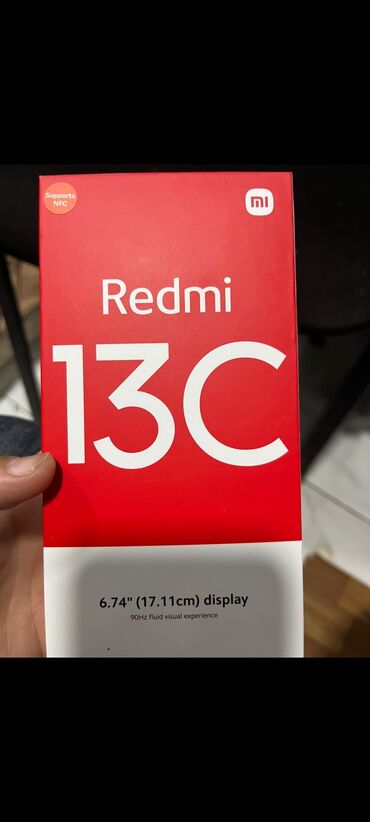 Supports
NFC
mi
Redmi
13C
6.74" (17.11cm) display
90Hz fluid visual experience